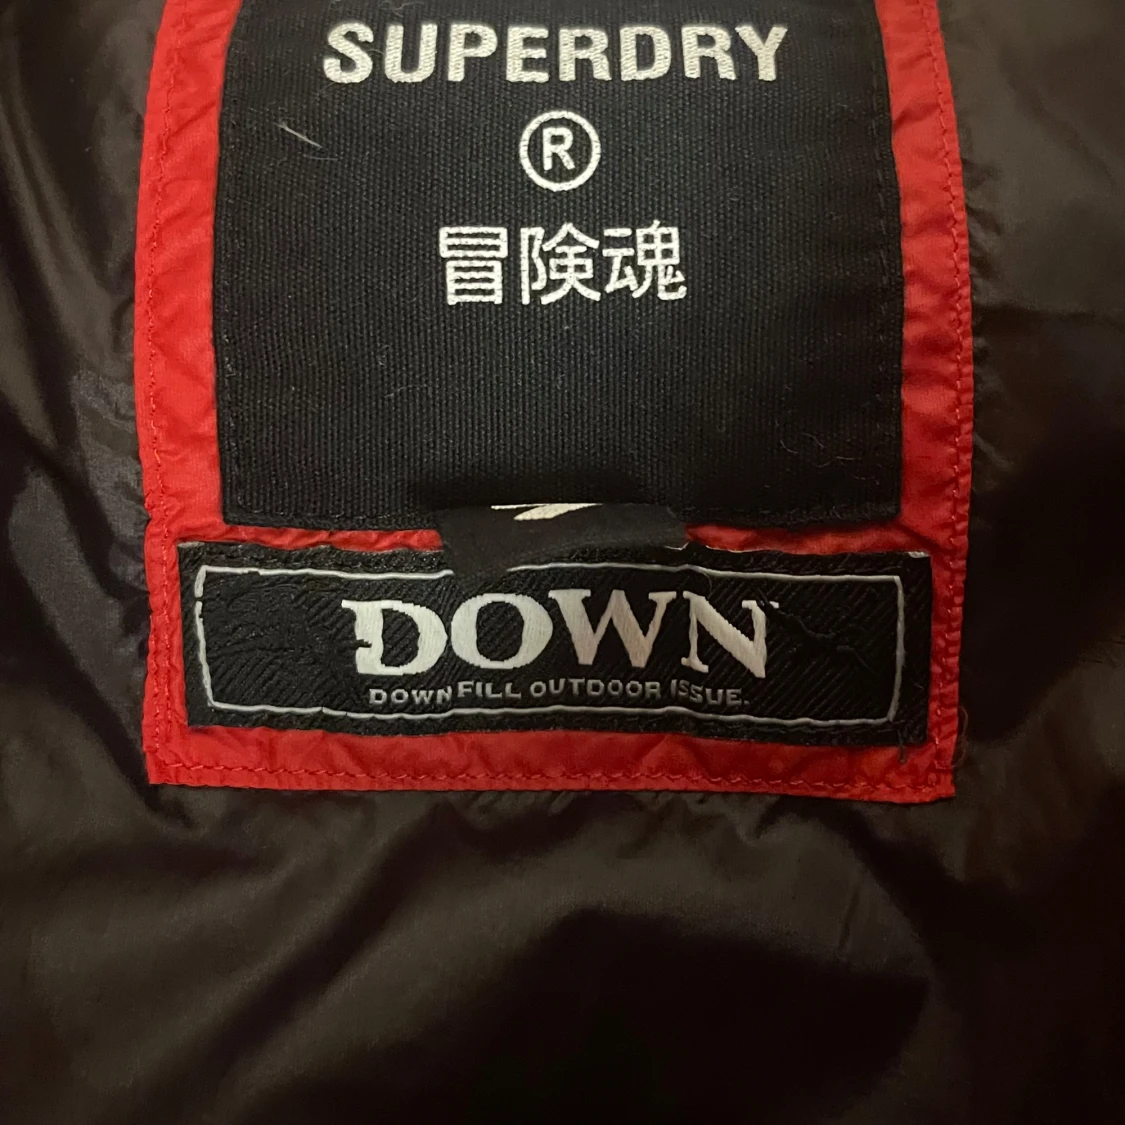 SUPERDRY
®
冒険魂
DOWN
DOWNFILL OUTDOOR ISSUE.